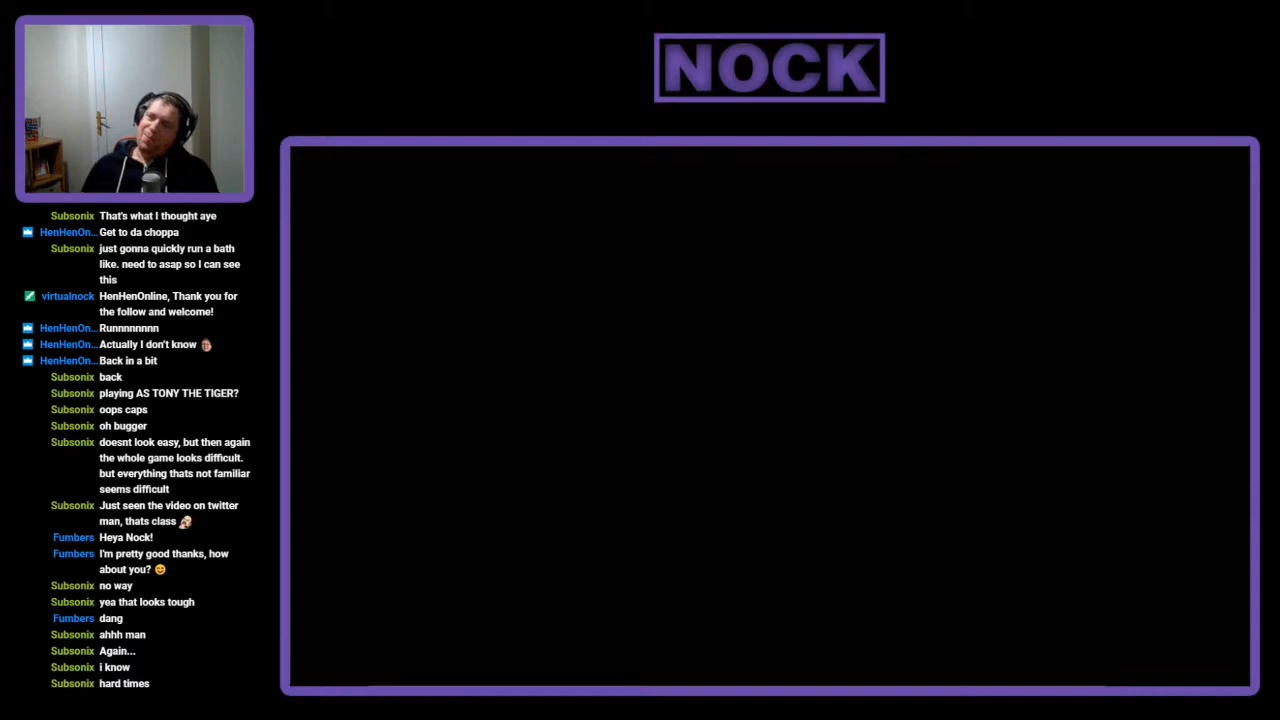 NOCK
Subsonix That's what I thought aye
HenHenOn... Get to da choppa
Subsonix just gonna quickly run a bath
like. need to asap so I can see
this
virtualnock HenHenOnline, Thank you for
the follow and welcome!
HenHenOn... Runnnnnnnn
HenHenOn... Actually I don't know
HenHenOn... Back in a bit
Subsonix back
Subsonix playing AS TONY THE TIGER?
Subsonix oops caps
Subsonix oh bugger
Subsonix doesnt look easy, but then again
the whole game looks difficult.
but everything thats not familiar
seems difficult
Subsonix Just seen the video on twitter
man, thats class
Fumbers Heya Nock!
Fumbers I'm pretty good thanks, how
about you? 😊
Subsonix no way
Subsonix yea that looks tough
Fumbers dang
Subsonix ahhh man
Subsonix Again...
Subsonix i know
Subsonix hard times